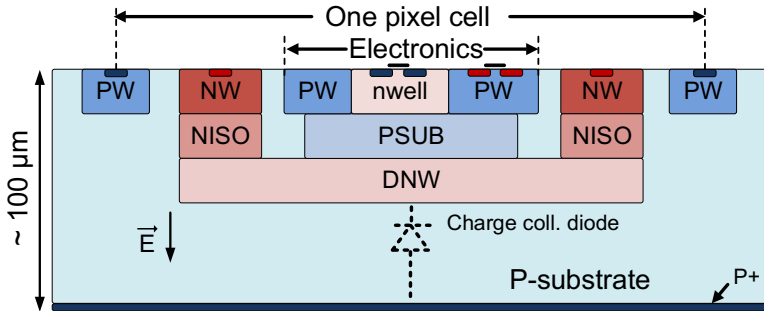 One pixel cell
Electronics
PW NW PW nwell PW NW PW
NISO PSUB NISO
DNW
~ 100 µm
E
Charge coll. diode
P-substrate
P+